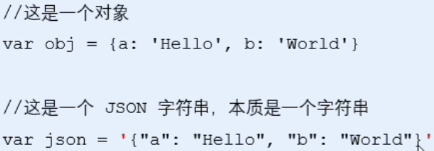 //这是一个对象
var obj = {a: 'Hello', b: 'World'}
//这是一个 JSON 字符串，本质是一个字符串
var json = '{"a": "Hello", "b": "World"}'